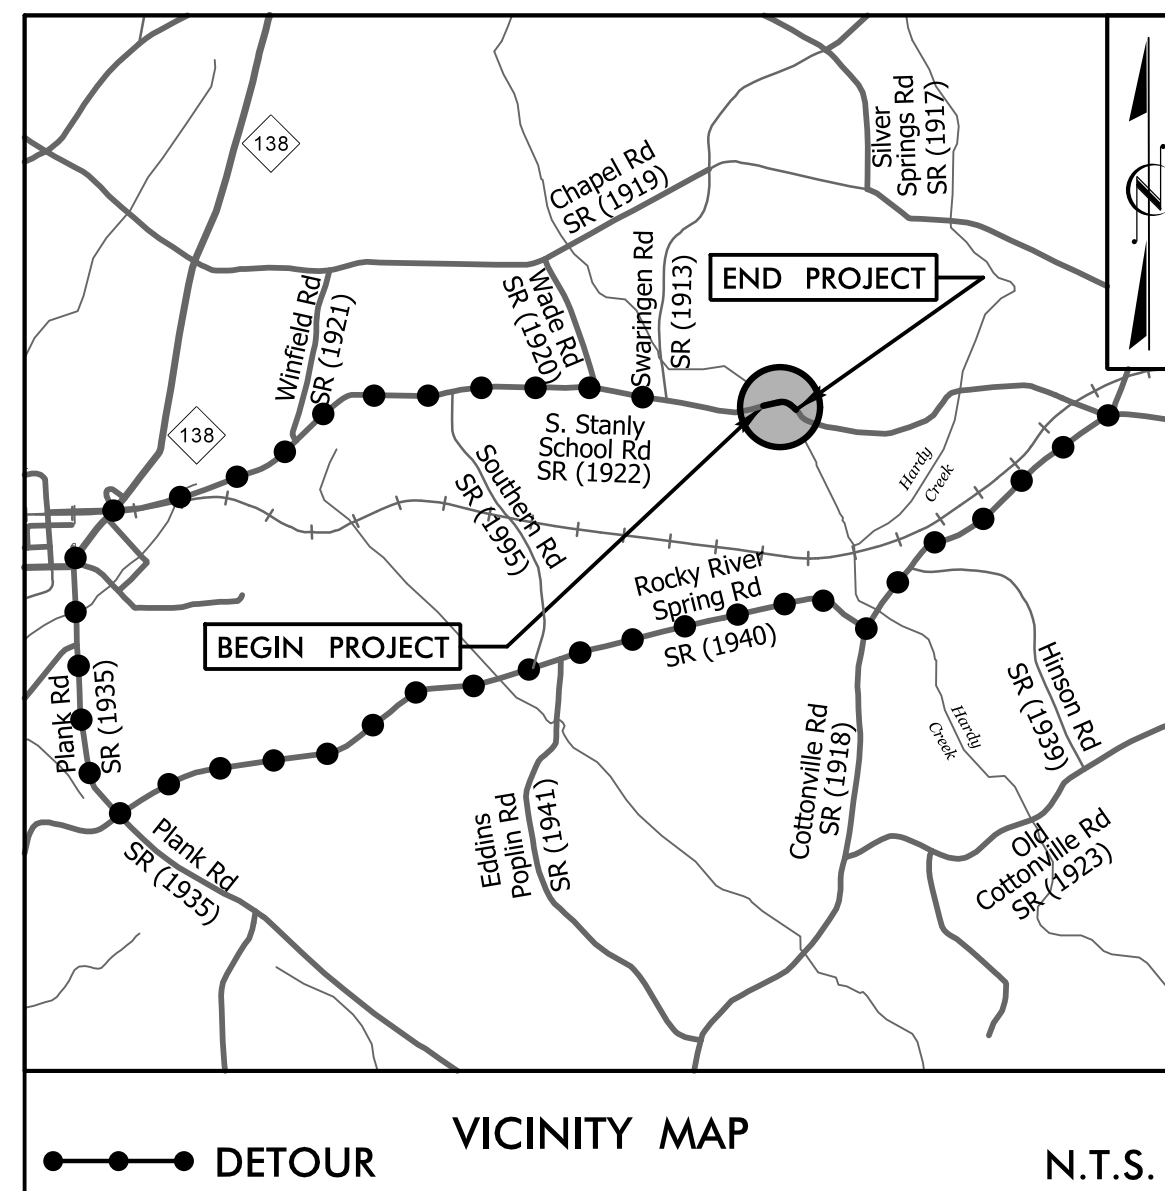 138
Silver
Springs Rd
SR (1917)
Chapel Rd
SR (1919)
Swaringen Rd
SR (1913)
END PROJECT
Wade Rd
SR (1920)
Winfield Rd
SR (1921)
138
S. Stanly
School Rd
SR (1922)
Southern Rd
SR (1995)
Hardy
Creek
Rocky River
Spring Rd
SR (1940)
BEGIN PROJECT
Plank Rd
SR (1935)
Hinson Rd
SR (1939)
Hardy
Creek
Cottonville Rd
SR (1918)
Eddins
Poplin Rd
SR (1941)
Plank Rd
SR (1935)
Old
Cottonville Rd
SR (1923)
VICINITY MAP
DETOUR
N.T.S.